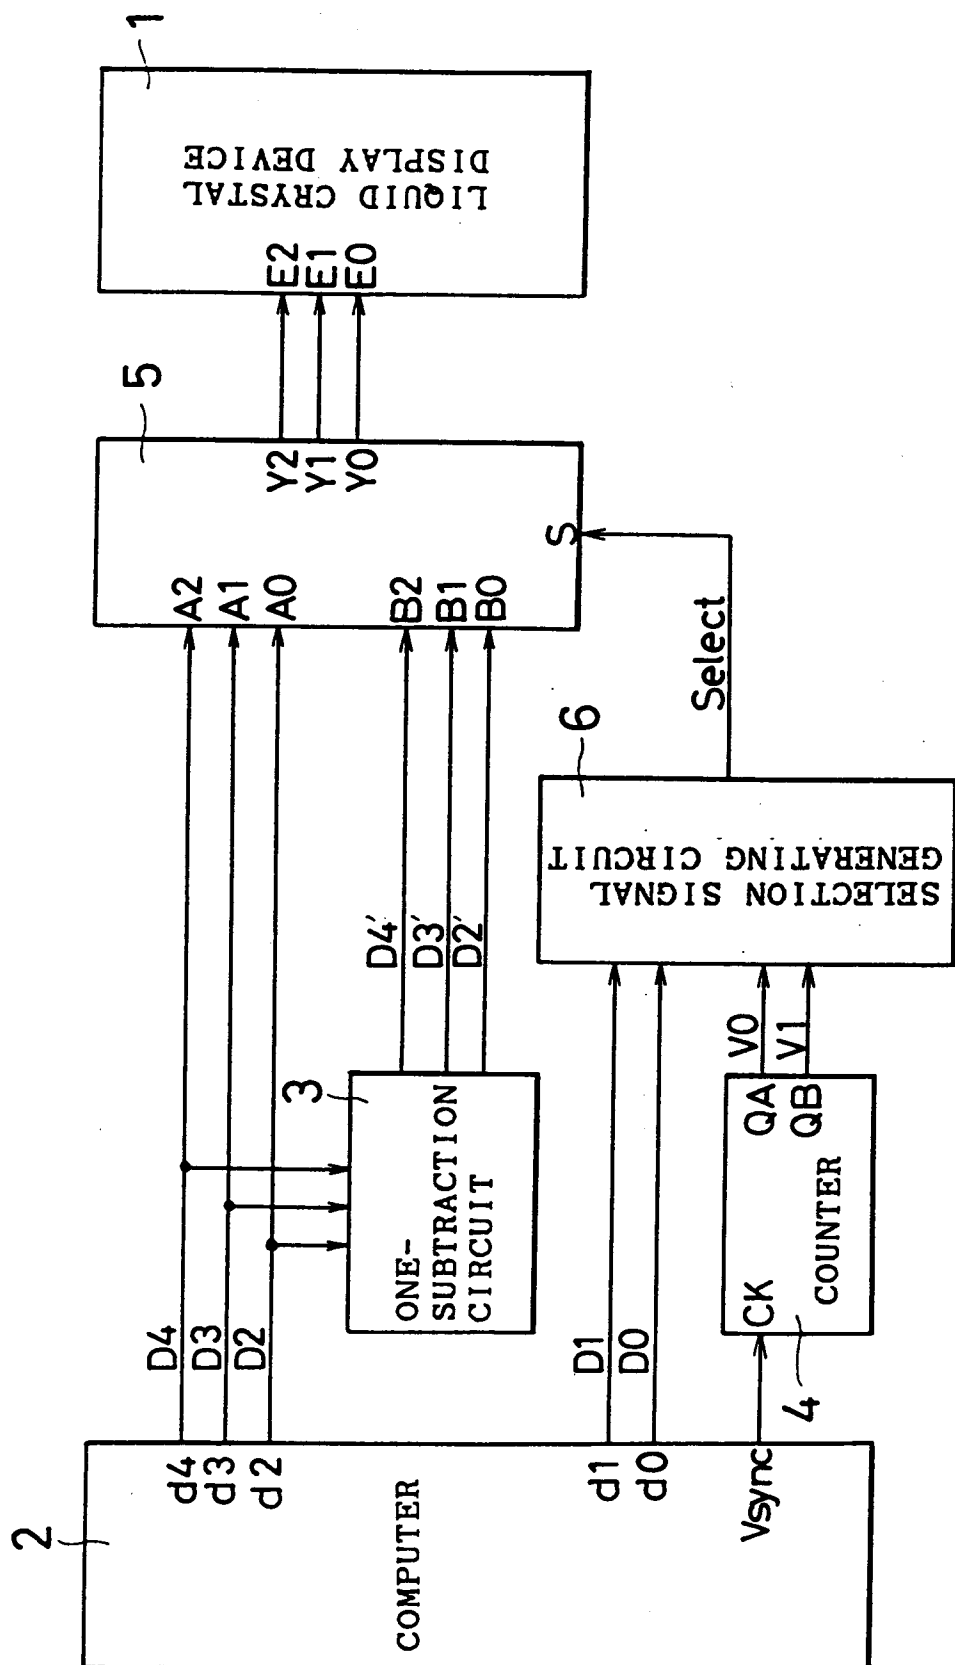 2
COMPUTER
d4
d3
d2
d1
d0
Vsync
D4
D3
D2
D1
D0
3
ONE-
SUBTRACTION
CIRCUIT
4
CK
COUNTER
QA
QB
V0
V1
D4'
D3'
D2'
6
SELECTION SIGNAL
GENERATING CIRCUIT
Select
5
A2
A1
A0
B2
B1
B0
S
Y2
Y1
Y0
1
E2
E1
E0
LIQUID CRYSTAL
DISPLAY DEVICE